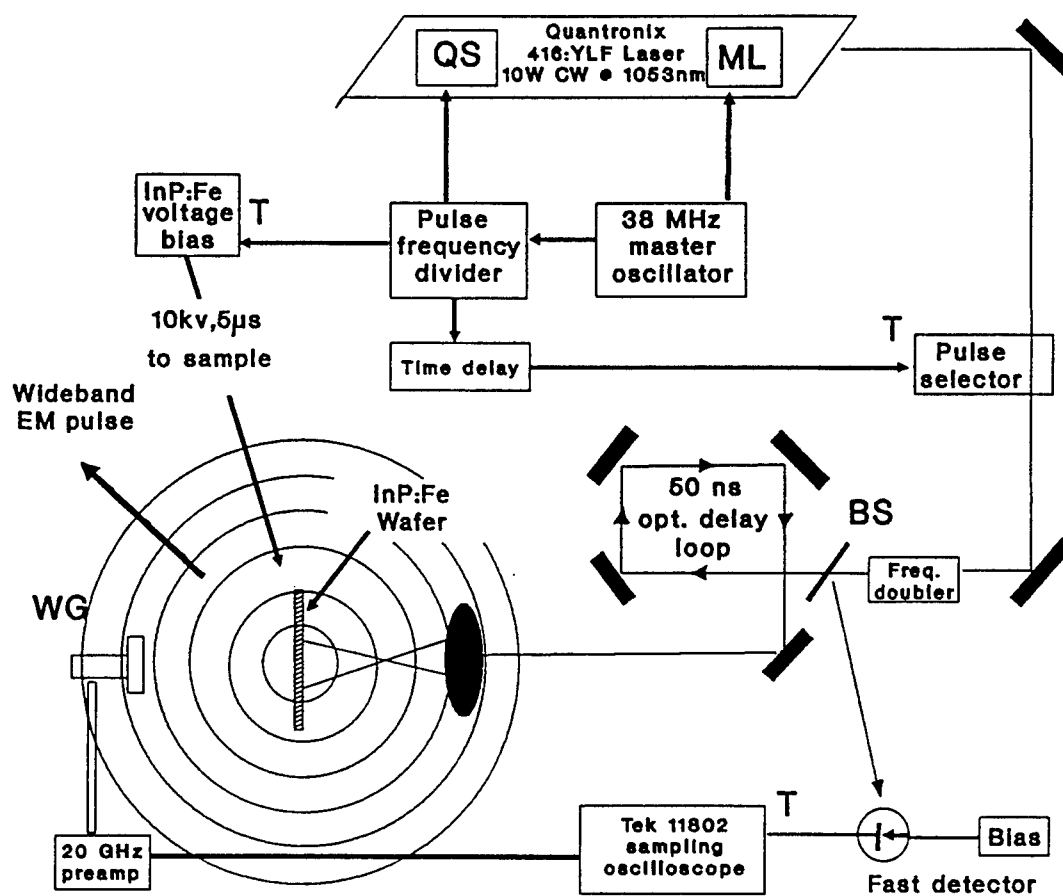 Quantronix
QS
416:YLF Laser
ML
10W CW @ 1053nm
InP:Fe
voltage
bias
T
Pulse
frequency
divider
38 MHz
master
oscillator
10kv,5µs
to sample
Time delay
T
Pulse
selector
Wideband
EM pulse
InP:Fe
Wafer
50 ns
opt. delay
loop
BS
Freq.
doubler
WG
T
Tek 11802
sampling
oscilloscope
20 GHz
preamp
Bias
Fast detector